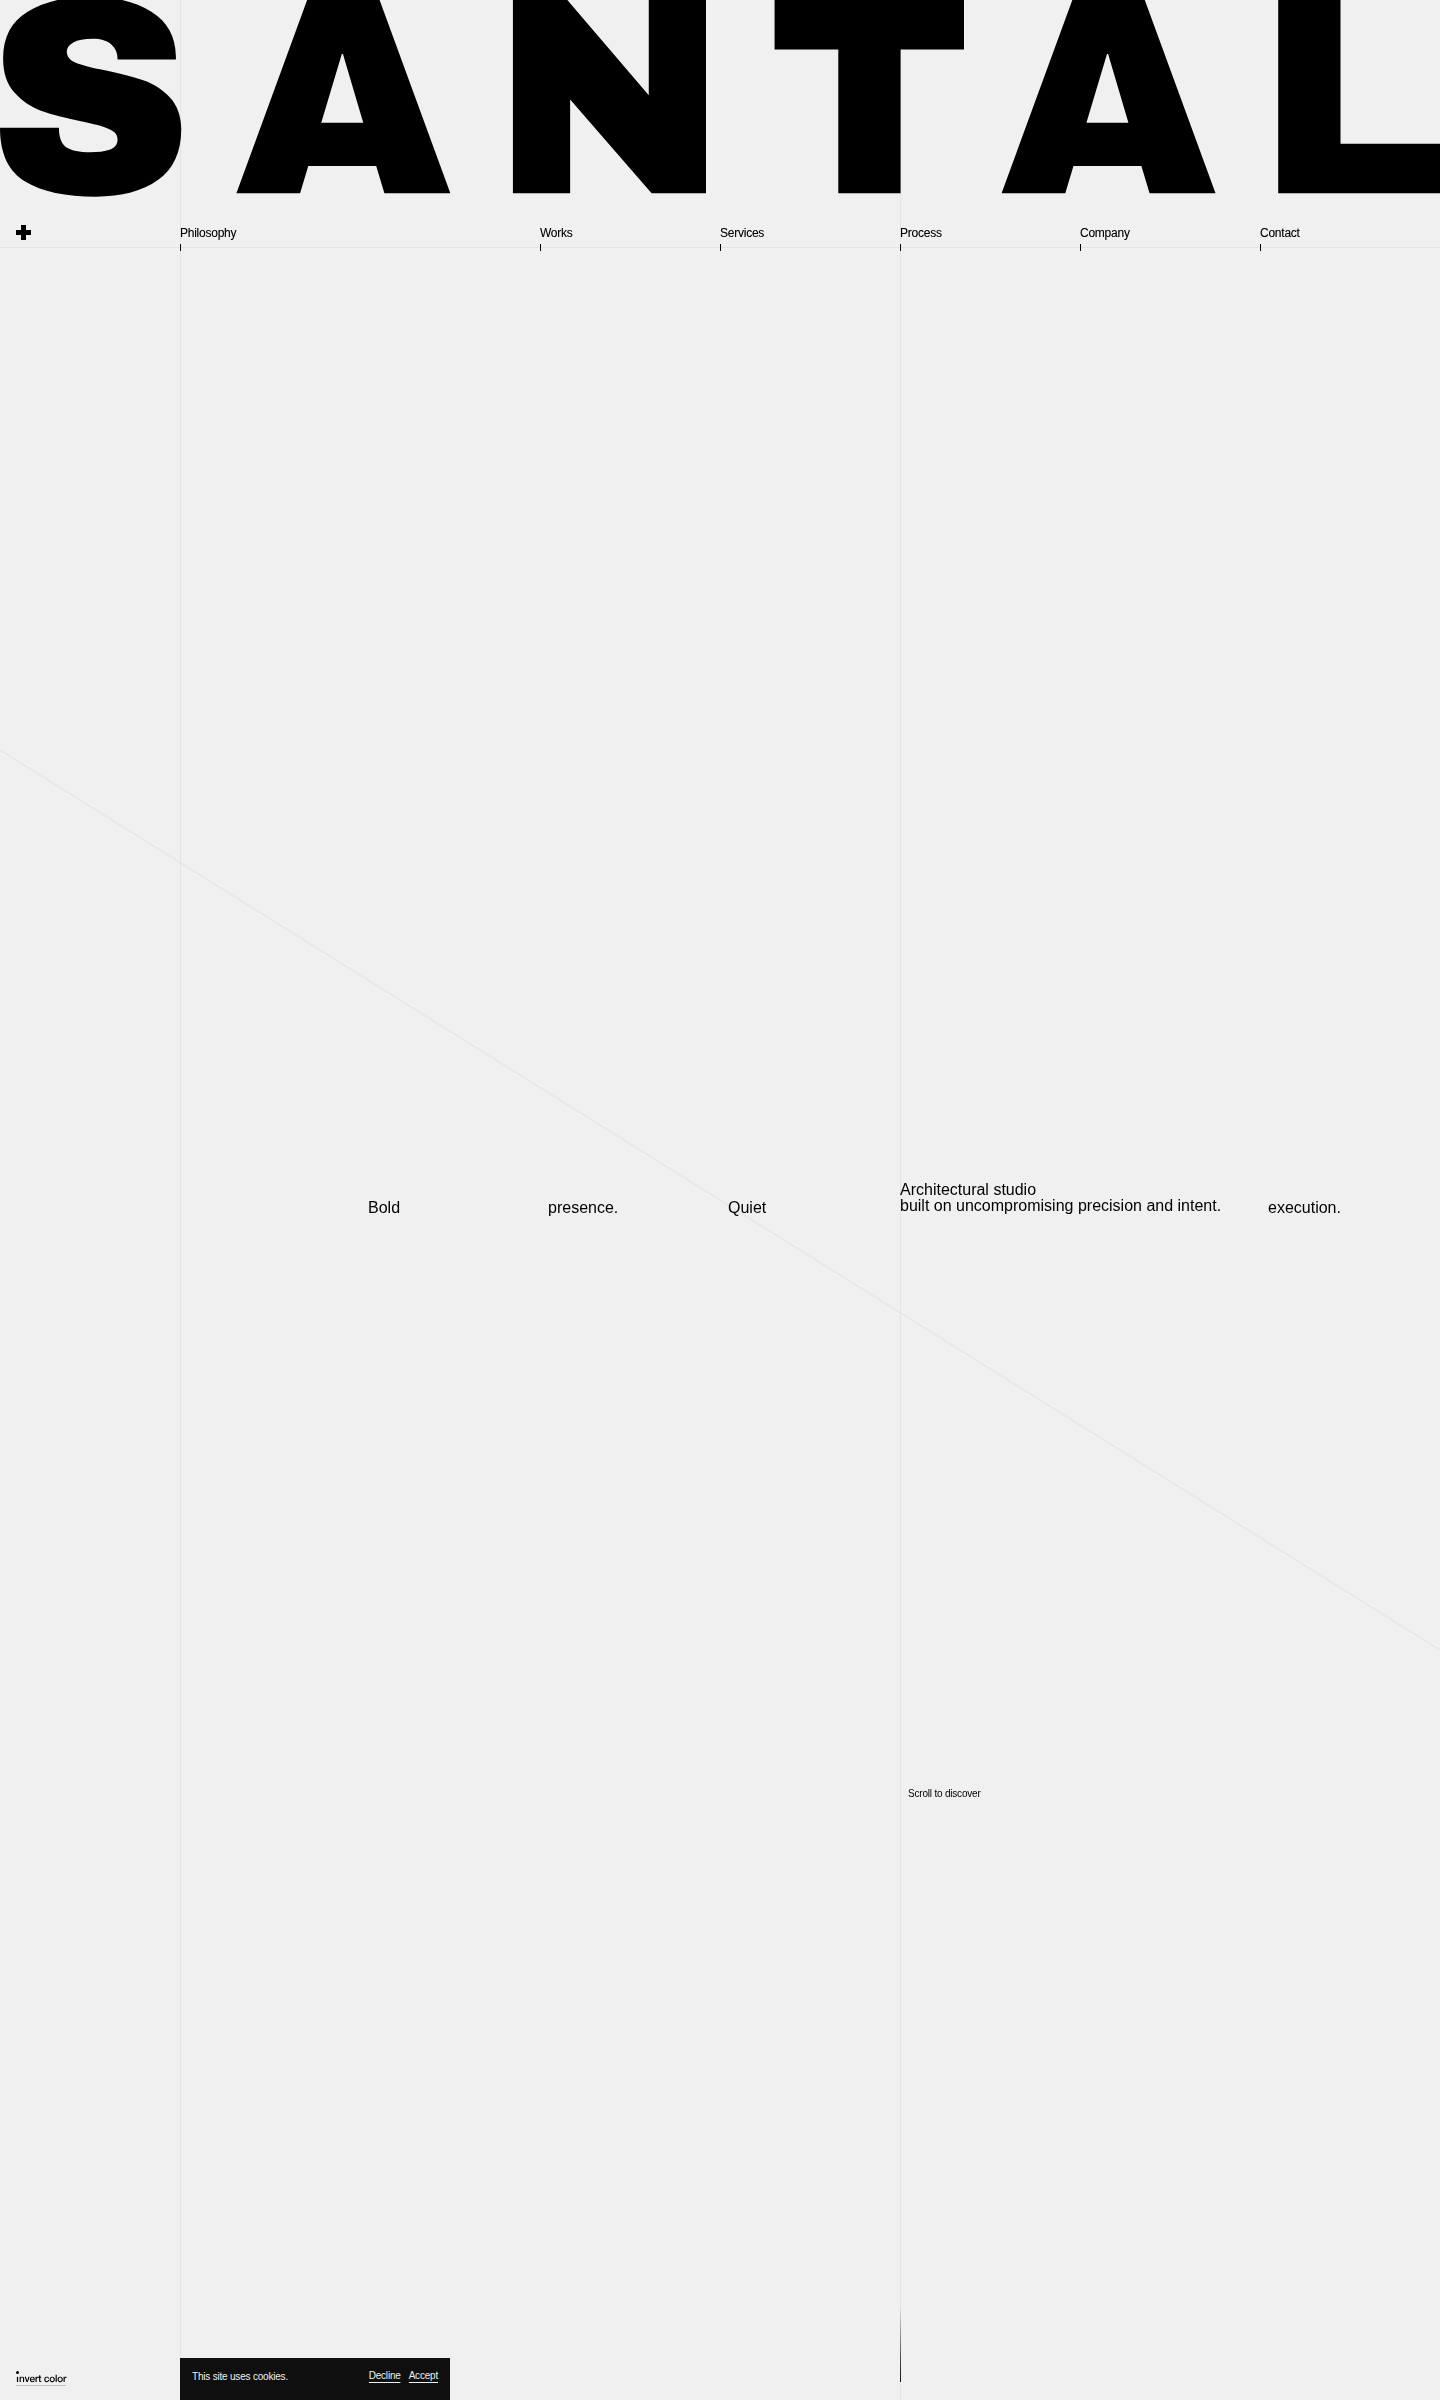 SANTAL
Philosophy
Works
Services
Process
Company
Contact
Architectural studio
built on uncompromising precision and intent.
Bold presence. Quiet execution.
Scroll to discover
invert color
This site uses cookies.
Decline
Accept